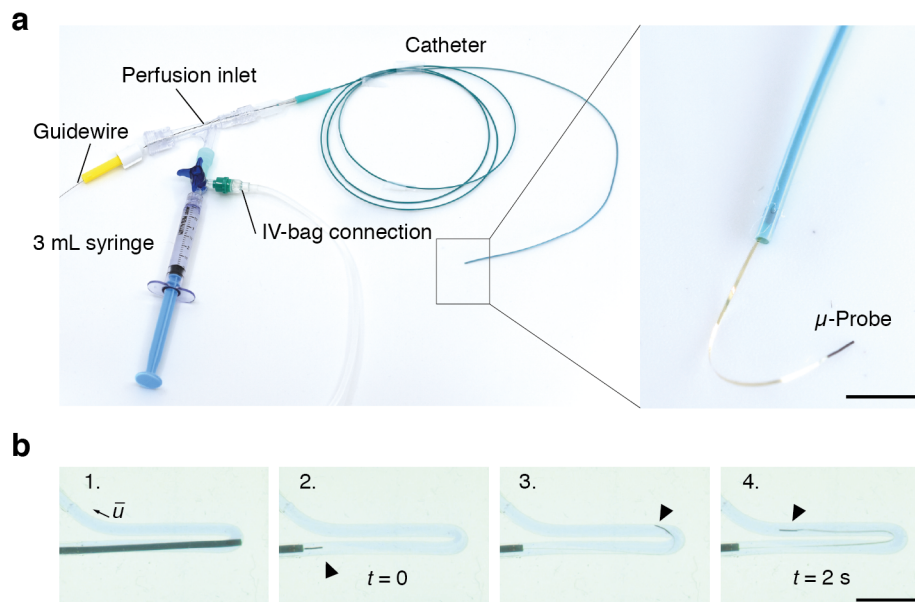 a
Catheter
Perfusion inlet
Guidewire
3 mL syringe
IV-bag connection
μ-Probe
b
1.
ū
2.
t = 0
3.
4.
t = 2 s